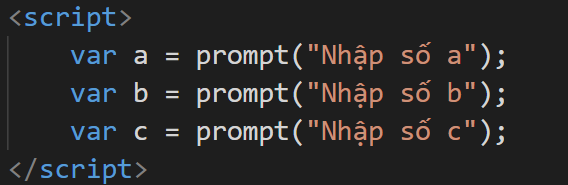 <script>
var a = prompt("Nhập số a");
var b = prompt("Nhập số b");
var c = prompt("Nhập số c");
</script>